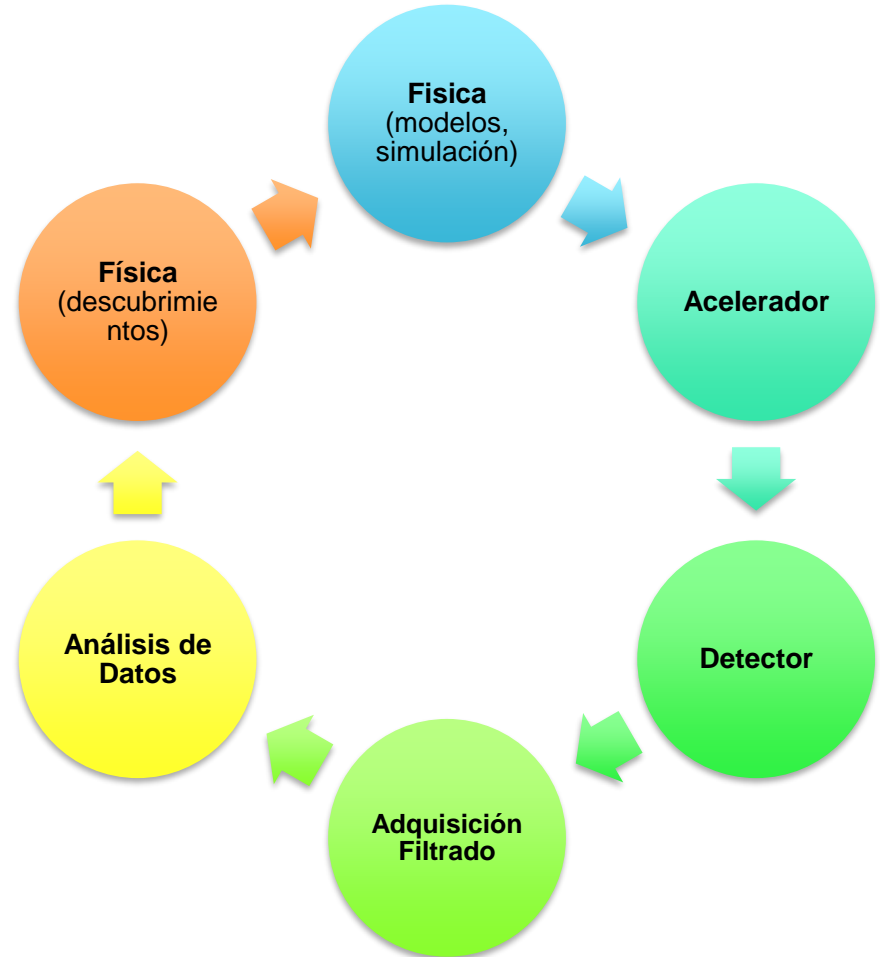 Fisica
(modelos,
simulación)
Acelerador
Detector
Adquisición
Filtrado
Análisis de
Datos
Física
(descubrimie
ntos)